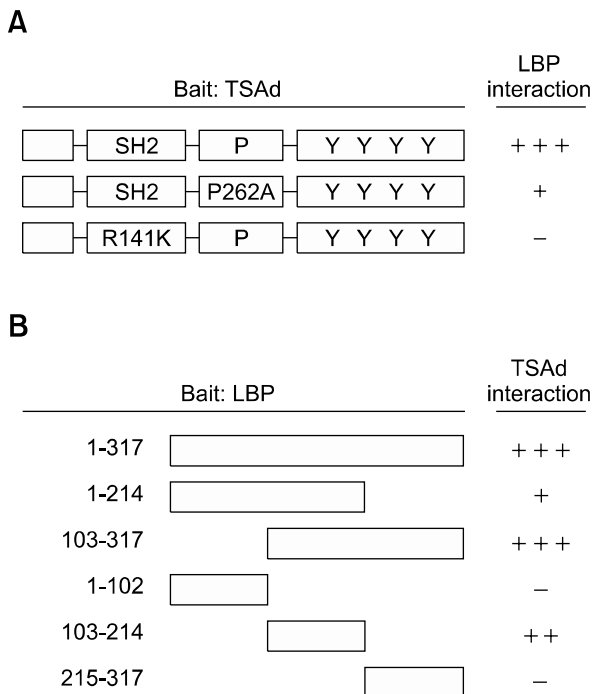 A
LBP
Bait: TSAd interaction
SH2 P Y Y Y Y + + +
SH2 P262A Y Y Y Y +
R141K P Y Y Y Y –
B
TSAd
Bait: LBP interaction
1-317 + + +
1-214 +
103-317 + + +
1-102 –
103-214 + +
215-317 –